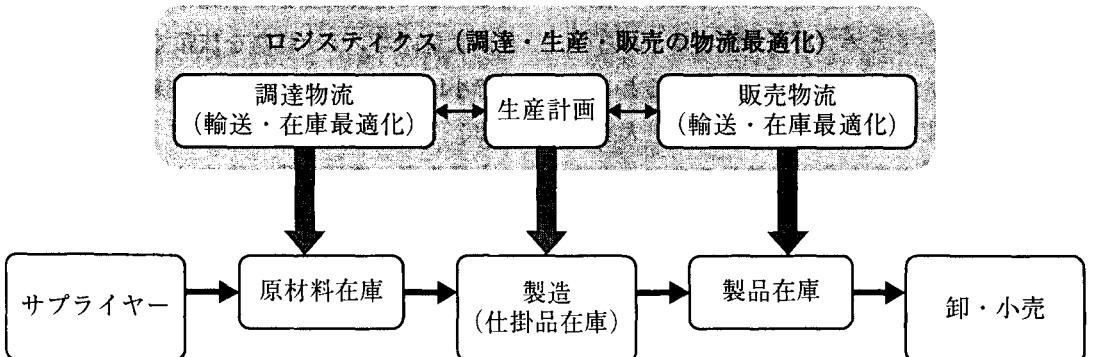 ロジスティクス（調達・生産・販売の物流最適化）
調達物流
（輸送・在庫最適化）
生産計画
販売物流
（輸送・在庫最適化）
サプライヤー
原材料在庫
製造
（仕掛品在庫）
製品在庫
卸・小売